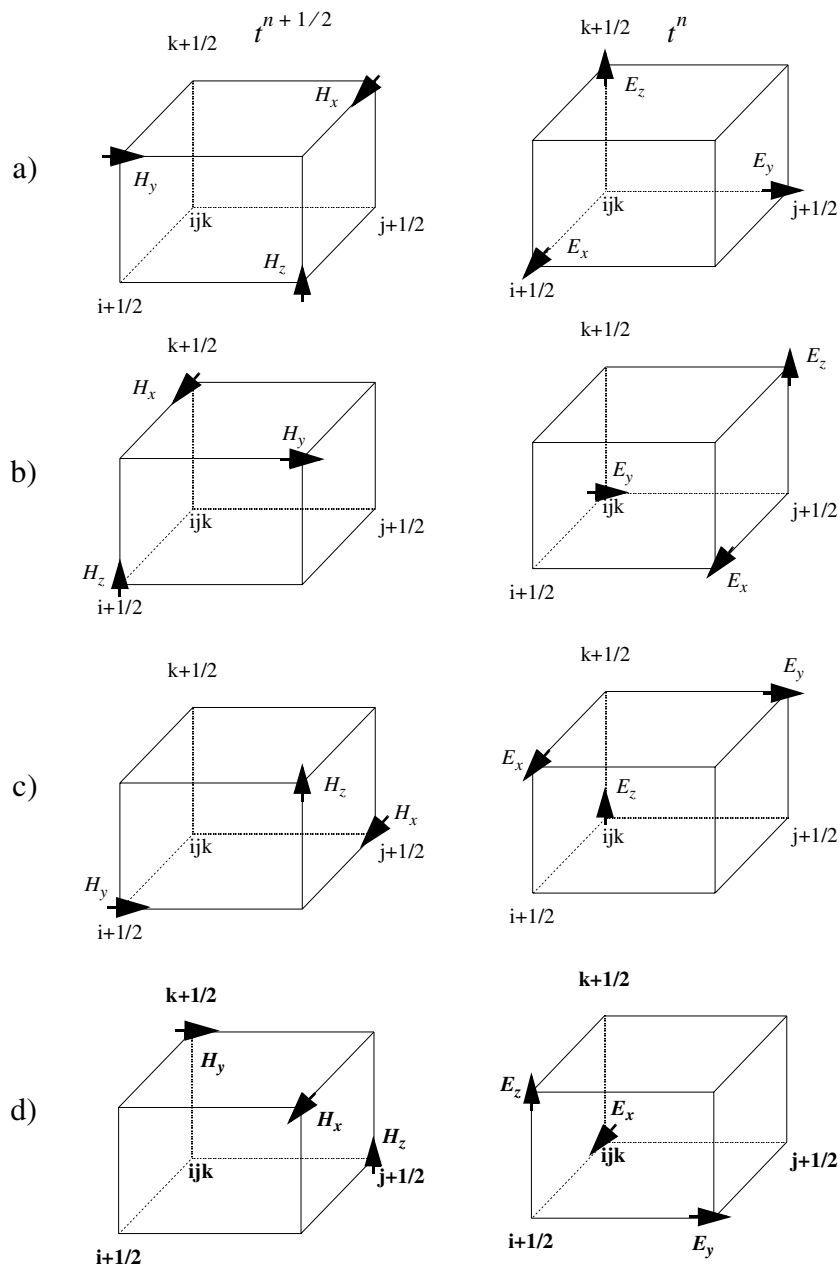 t^{n + 1/2}
t^n
k+1/2
k+1/2
H_x
E_z
a)
H_y
E_y
ijk
j+1/2
ijk
j+1/2
H_z
E_x
i+1/2
i+1/2
k+1/2
k+1/2
H_x
E_z
b)
H_y
E_y
ijk
j+1/2
ijk
j+1/2
H_z
i+1/2
i+1/2
E_x
k+1/2
k+1/2
E_y
c)
H_z
E_x
E_z
H_x
ijk
j+1/2
ijk
j+1/2
H_y
i+1/2
i+1/2
k+1/2
k+1/2
H_y
E_z
d)
H_x
E_x
H_z
ijk
j+1/2
ijk
j+1/2
i+1/2
i+1/2
E_y